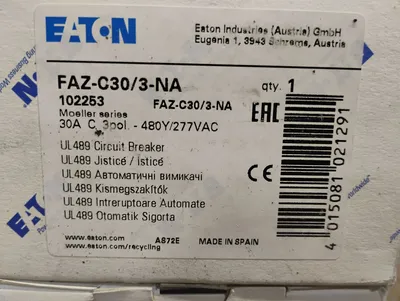 EATON
Eaton Industries (Austria) GmbH
Eugenia 1, 3943 Schrems, Austria
FAZ-C30/3-NA
qty. 1
102253
FAZ-C30/3-NA
Moeller series
30A C 3pol. - 480Y/277VAC
EAC
UL489 Circuit Breaker
UL489 Jisticé / Istice
UL489 Автоматичні вимикачі
UL489 Kismegszakítók
UL489 Intreruptoare Automate
UL489 Otomatik Sigorta
CE
4 015081 021291
www.eaton.com
www.eaton.com/recycling
A872E
MADE IN SPAIN
EATON